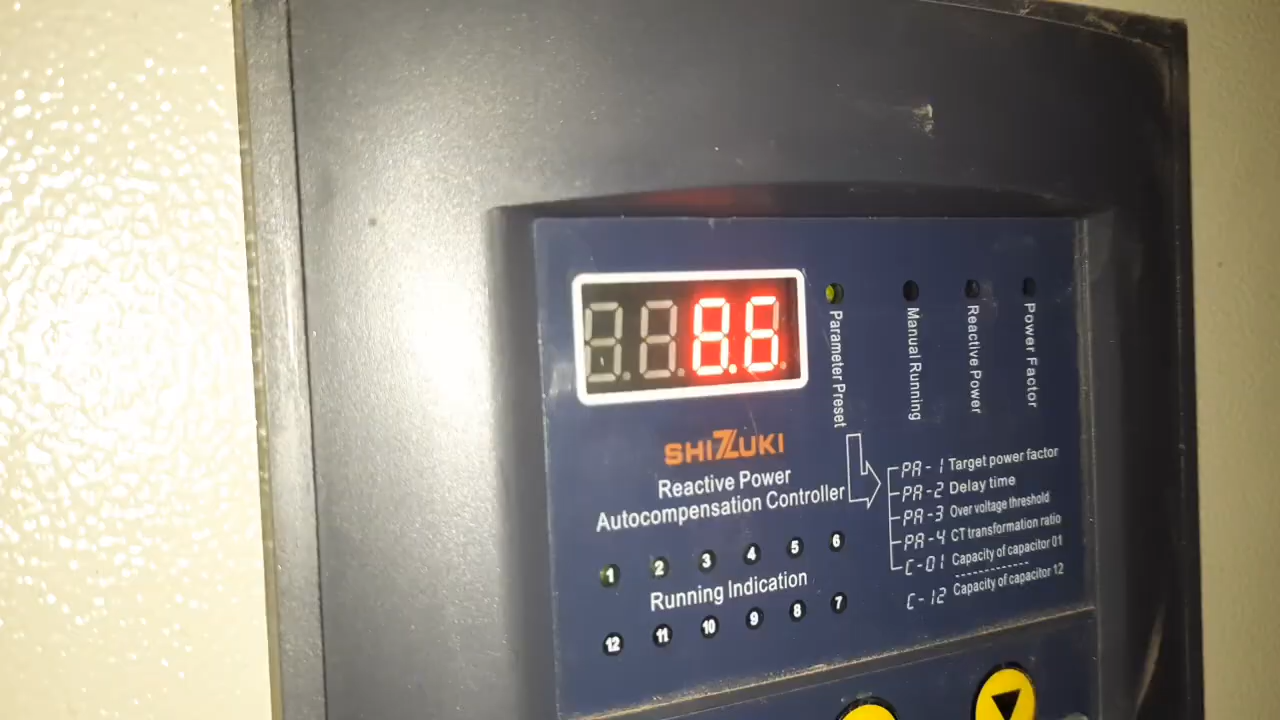 8.6
Parameter Preset
Manual Running
Reactive Power
Power Factor
SHIZUKI
Reactive Power
Autocompensation Controller
PA-1 Target power factor
PA-2 Delay time
PA-3 Over voltage threshold
PA-4 CT transformation ratio
C-01 Capacity of capacitor 01
C-12 Capacity of capacitor 12
1 2 3 4 5 6
Running Indication
12 11 10 9 8 7